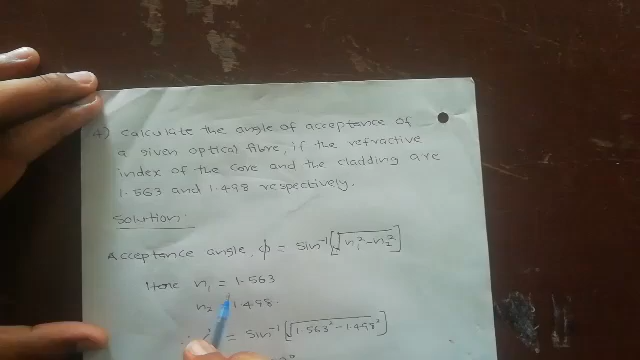 4) Calculate the angle of acceptance of
a given optical fibre, if the refractive
index of the core and the cladding are
1.563 and 1.498 respectively.
Solution.
Acceptance angle, ϕ = sin⁻¹[√n₁²-n₂²]
Here n₁ = 1.563
n₂ = 1.498.
= sin⁻¹[√1.563²-1.498²]